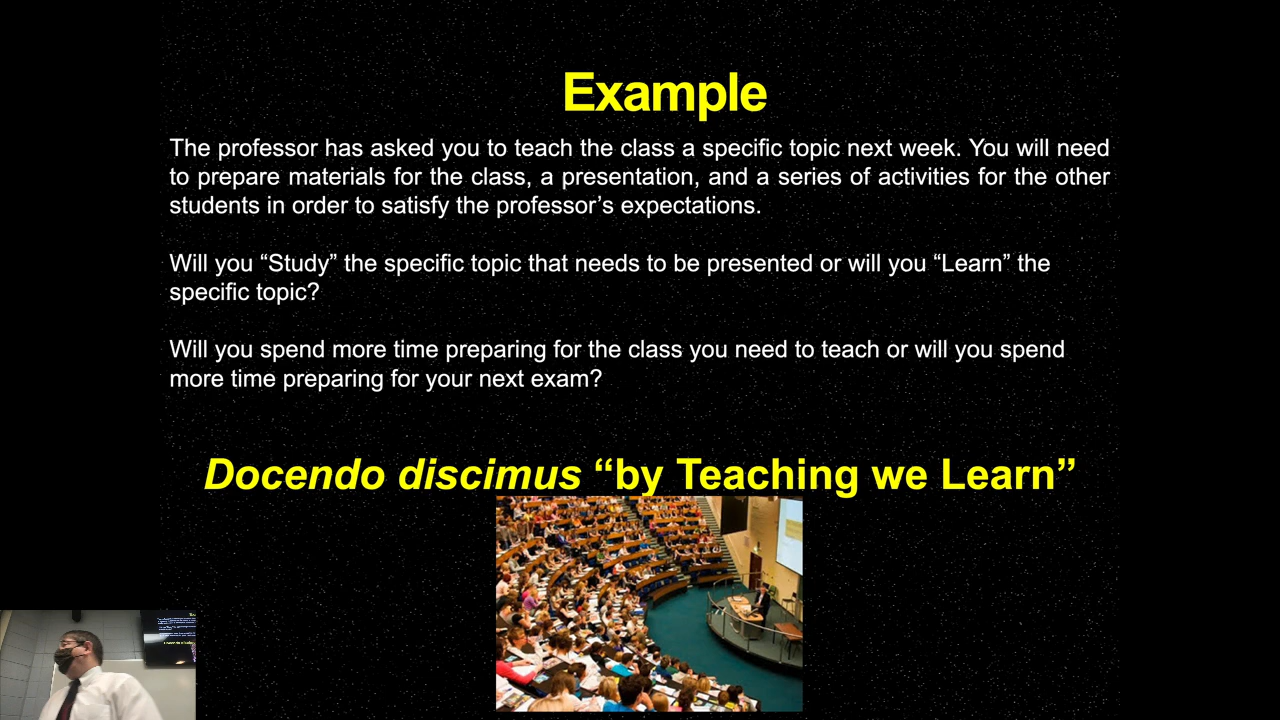 Example
The professor has asked you to teach the class a specific topic next week. You will need
to prepare materials for the class, a presentation, and a series of activities for the other
students in order to satisfy the professor’s expectations.
Will you “Study” the specific topic that needs to be presented or will you “Learn” the
specific topic?
Will you spend more time preparing for the class you need to teach or will you spend
more time preparing for your next exam?
Docendo discimus “by Teaching we Learn”